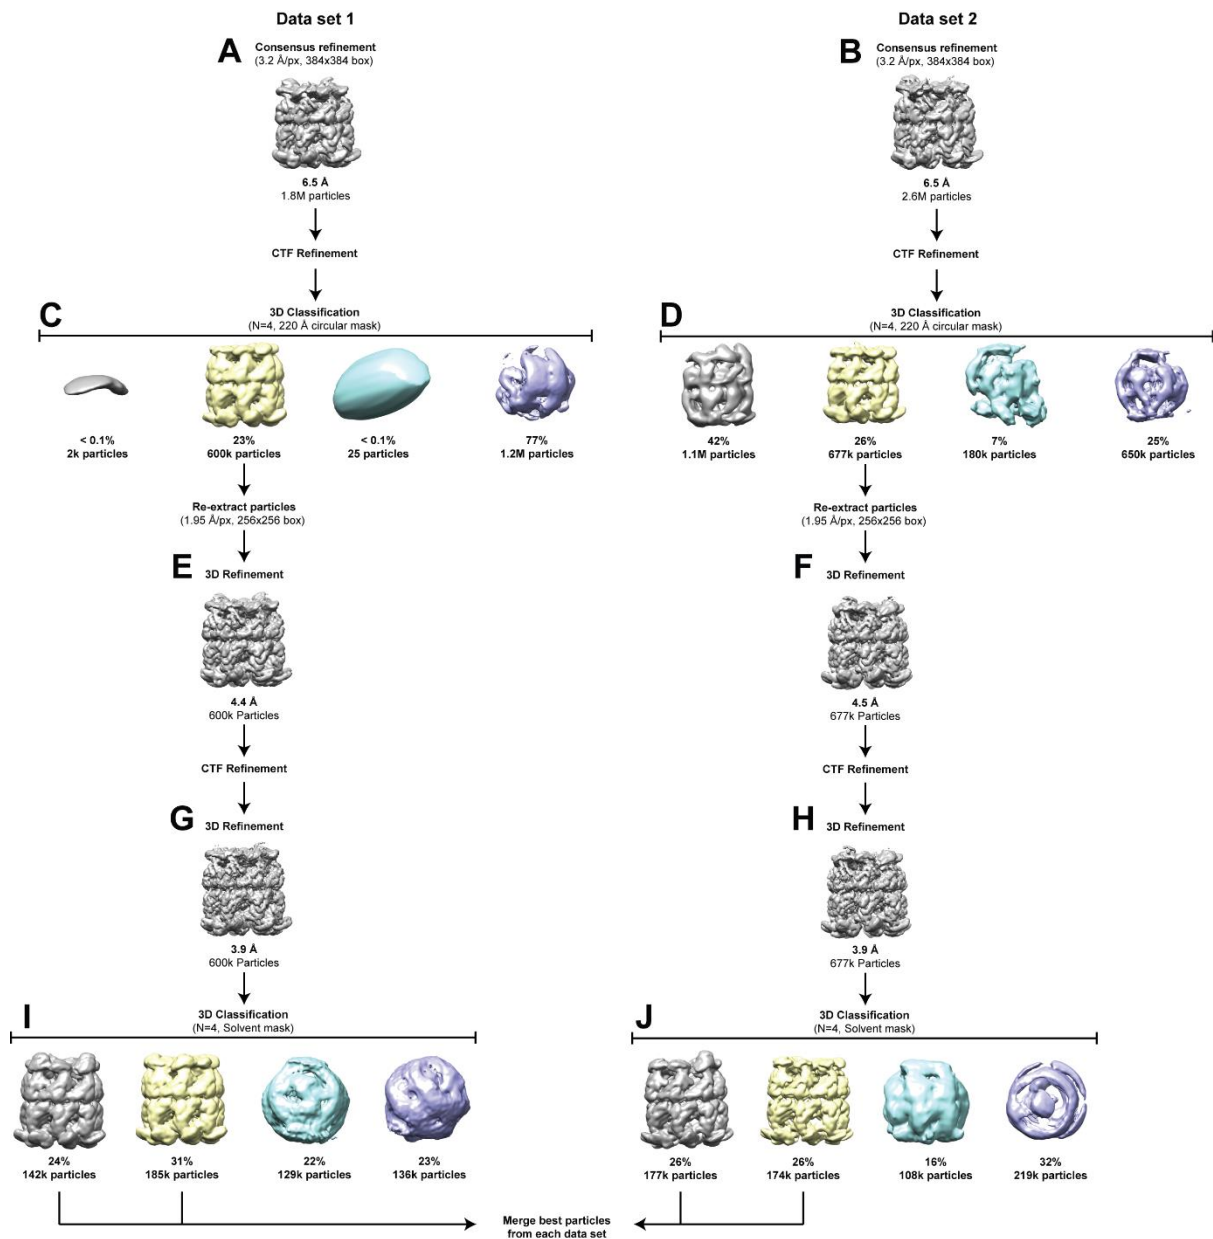 Data set 1
Data set 2
A
Consensus refinement
(3.2 Å/px, 384x384 box)
B
Consensus refinement
(3.2 Å/px, 384x384 box)
6.5 Å
1.8M particles
6.5 Å
2.6M particles
CTF Refinement
CTF Refinement
C
3D Classification
(N=4, 220 Å circular mask)
D
3D Classification
(N=4, 220 Å circular mask)
< 0.1%
2k particles
23%
600k particles
< 0.1%
25 particles
77%
1.2M particles
42%
1.1M particles
26%
677k particles
7%
180k particles
25%
650k particles
Re-extract particles
(1.95 Å/px, 256x256 box)
Re-extract particles
(1.95 Å/px, 256x256 box)
E
3D Refinement
F
3D Refinement
4.4 Å
600k Particles
4.5 Å
677k Particles
CTF Refinement
CTF Refinement
G
3D Refinement
H
3D Refinement
3.9 Å
600k Particles
3.9 Å
677k Particles
I
3D Classification
(N=4, Solvent mask)
J
3D Classification
(N=4, Solvent mask)
24%
142k particles
31%
185k particles
22%
129k particles
23%
136k particles
26%
177k particles
26%
174k particles
16%
108k particles
32%
219k particles
Merge best particles
from each data set